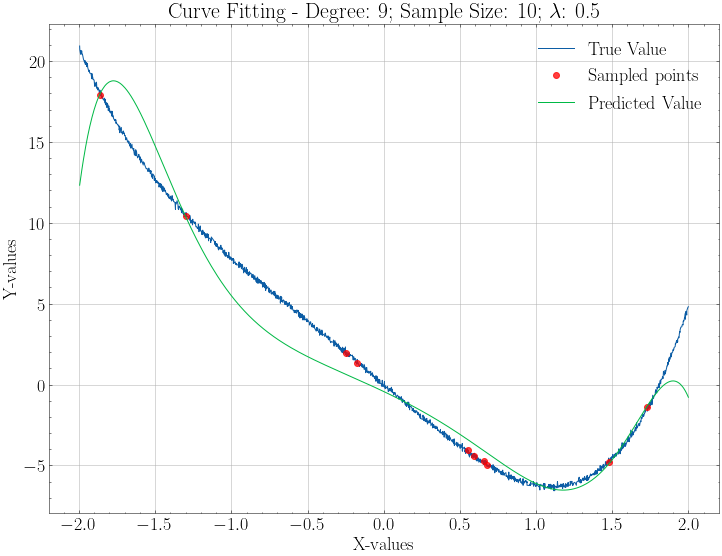 Curve Fitting - Degree: 9; Sample Size: 10; λ: 0.5
True Value
Sampled points
Predicted Value
Y-values
20
15
10
5
0
−5
−2.0 −1.5 −1.0 −0.5 0.0 0.5 1.0 1.5 2.0
X-values